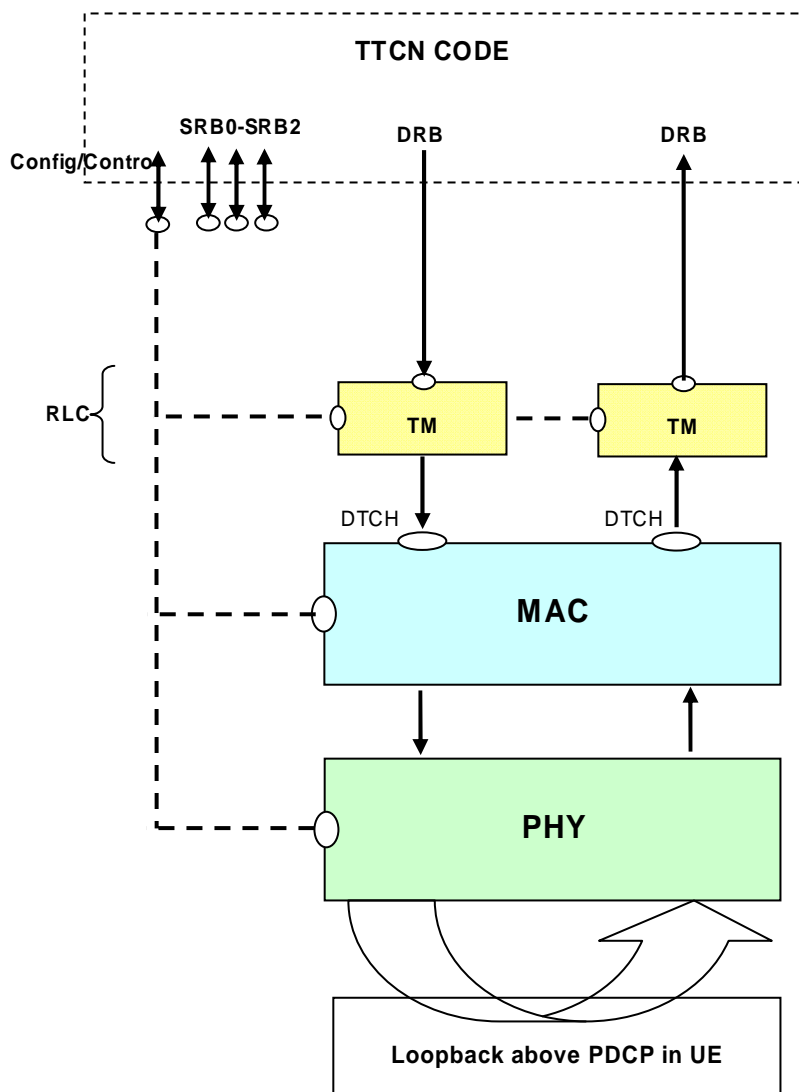 TTCN CODE
SRB0-SRB2
DRB
DRB
Config/Contro
RLC
TM
TM
DTCH
DTCH
MAC
PHY
Loopback above PDCP in UE